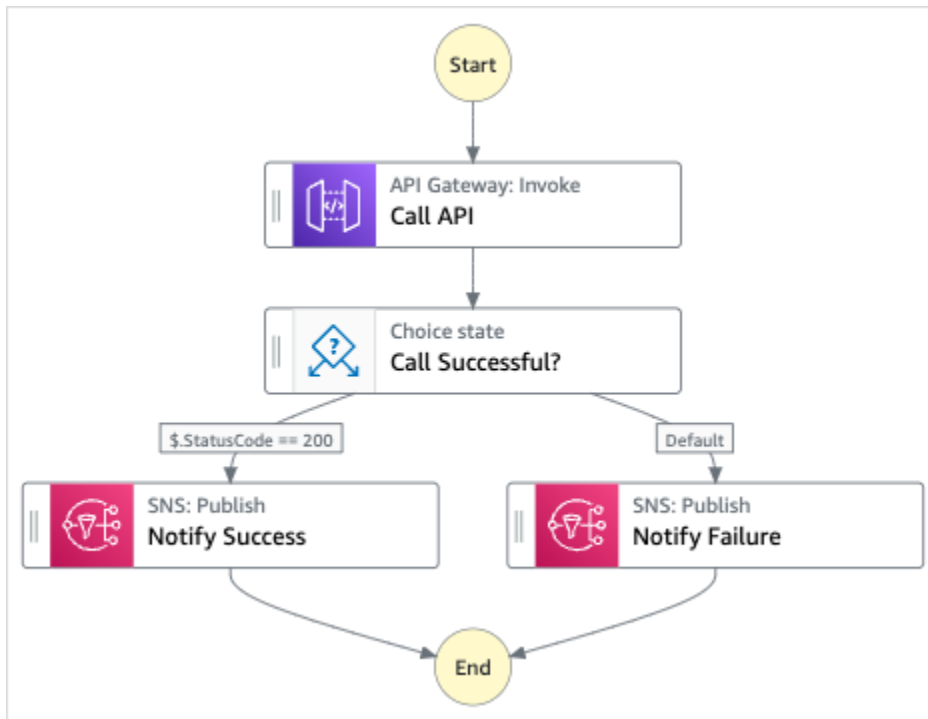 Start
API Gateway: Invoke
Call API
Choice state
Call Successful?
$.StatusCode == 200
Default
SNS: Publish
Notify Success
SNS: Publish
Notify Failure
End